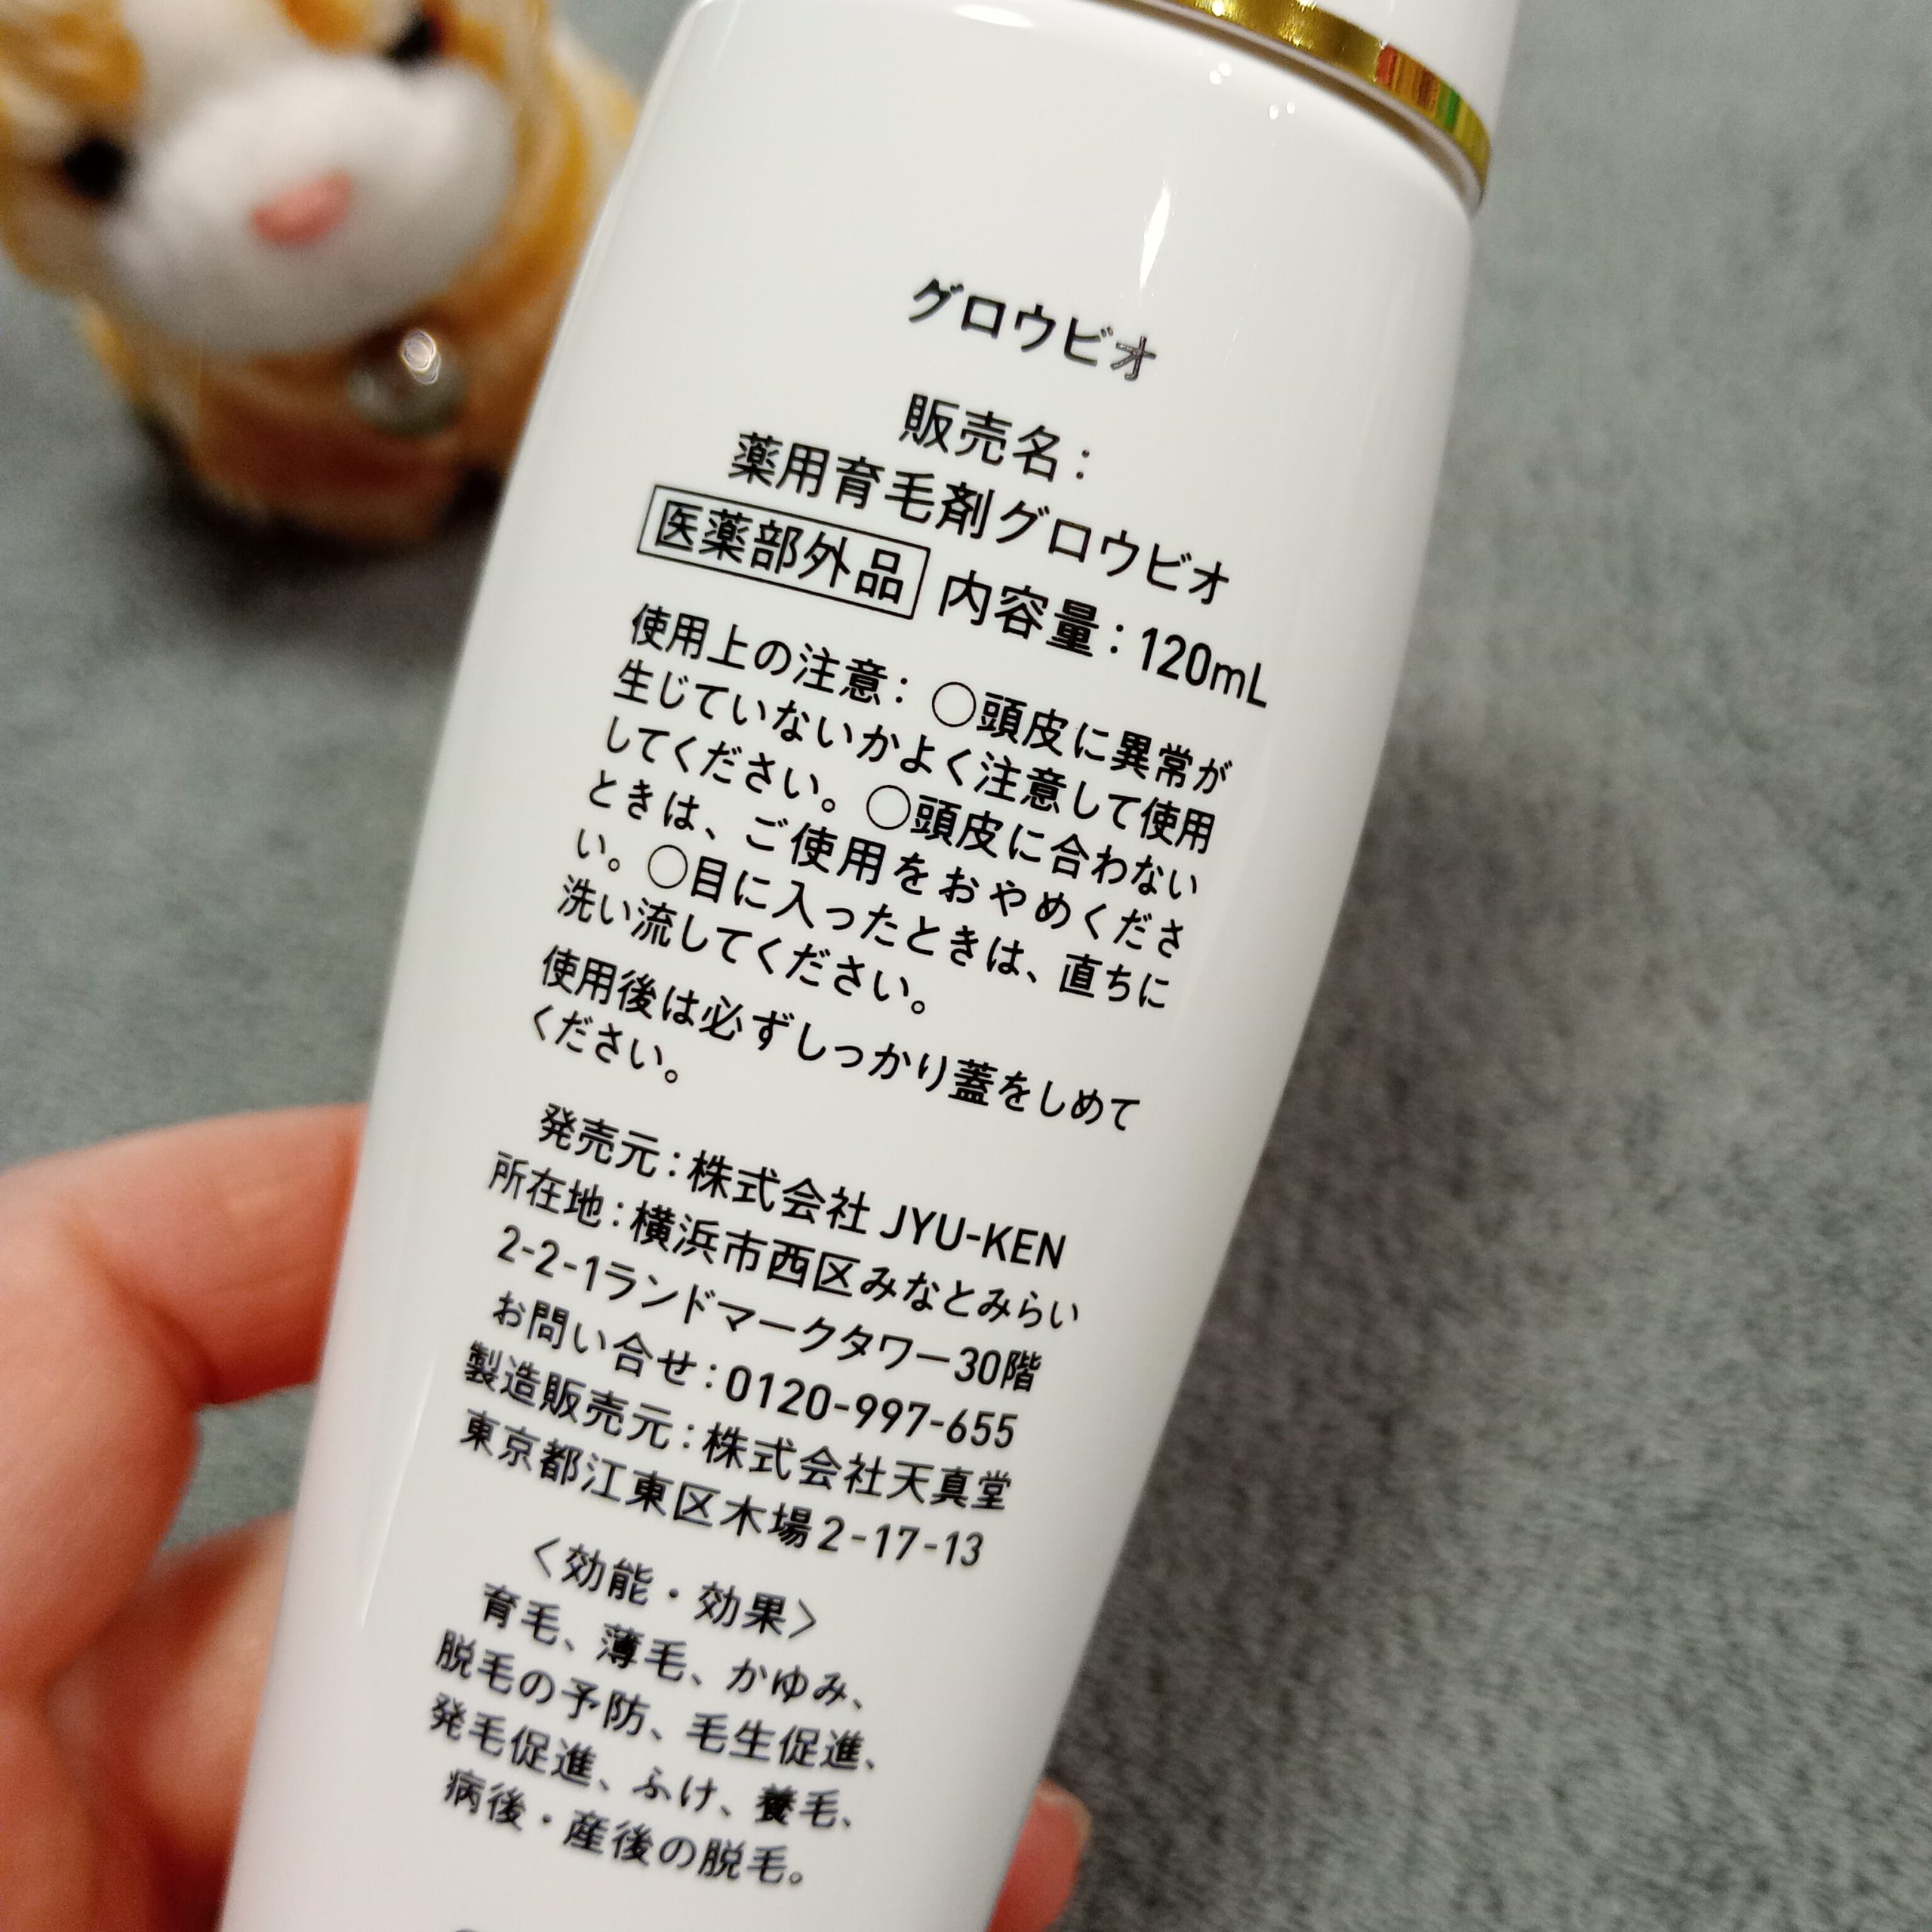 グロウビオ
販売名：
薬用育毛剤グロウビオ
医薬部外品 内容量：120mL
使用上の注意：○頭皮に異常が
生じていないかよく注意して使用
してください。○頭皮に合わない
ときは、ご使用をおやめくださ
い。○目に入ったときは、直ちに
洗い流してください。
使用後は必ずしっかり蓋をしめて
ください。
発売元：株式会社 JYU-KEN
所在地：横浜市西区みなとみらい
2-2-1ランドマークタワー30階
お問い合せ：0120-997-655
製造販売元：株式会社天真堂
東京都江東区木場2-17-13
〈効能・効果〉
育毛、薄毛、かゆみ、
脱毛の予防、毛生促進、
発毛促進、ふけ、養毛、
病後・産後の脱毛。